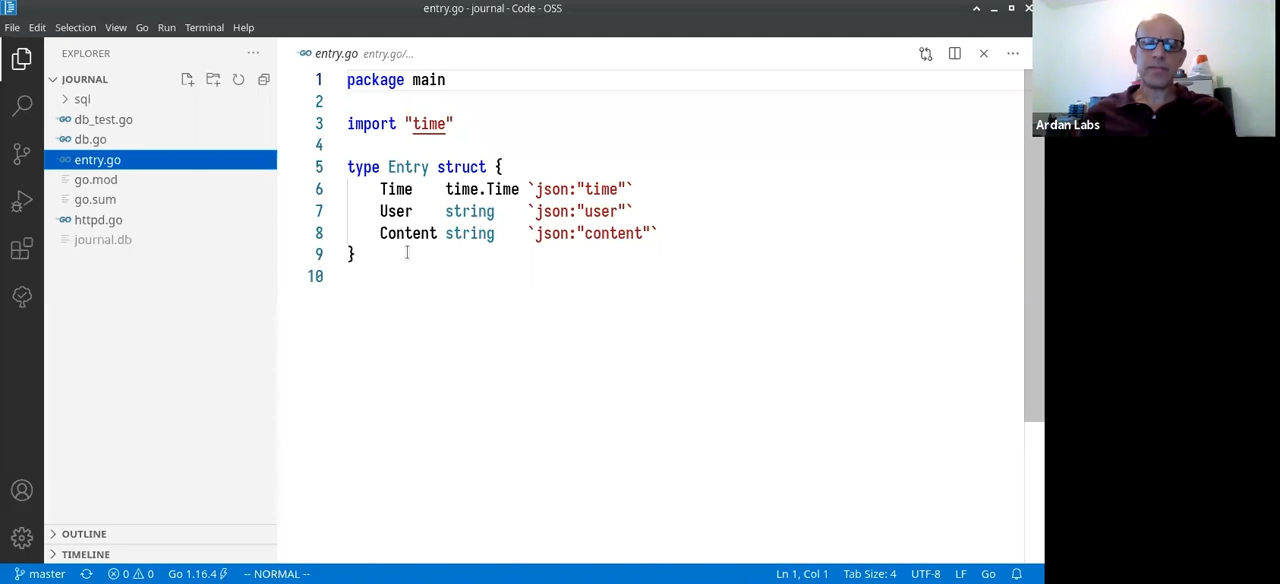 entry.go - journal - Code - OSS
File Edit Selection View Go Run Terminal Help
EXPLORER
JOURNAL
sql
db_test.go
db.go
entry.go
go.mod
go.sum
httpd.go
journal.db
OUTLINE
TIMELINE
GO entry.go entry.go/...
1 package main
2
3 import "time"
4
5 type Entry struct {
6 Time time.Time `json:"time"`
7 User string `json:"user"`
8 Content string `json:"content"`
9 }
10
Ardan Labs
master 0 0 Go 1.16.4 -- NORMAL -- Ln 1, Col 1 Tab Size: 4 UTF-8 LF Go